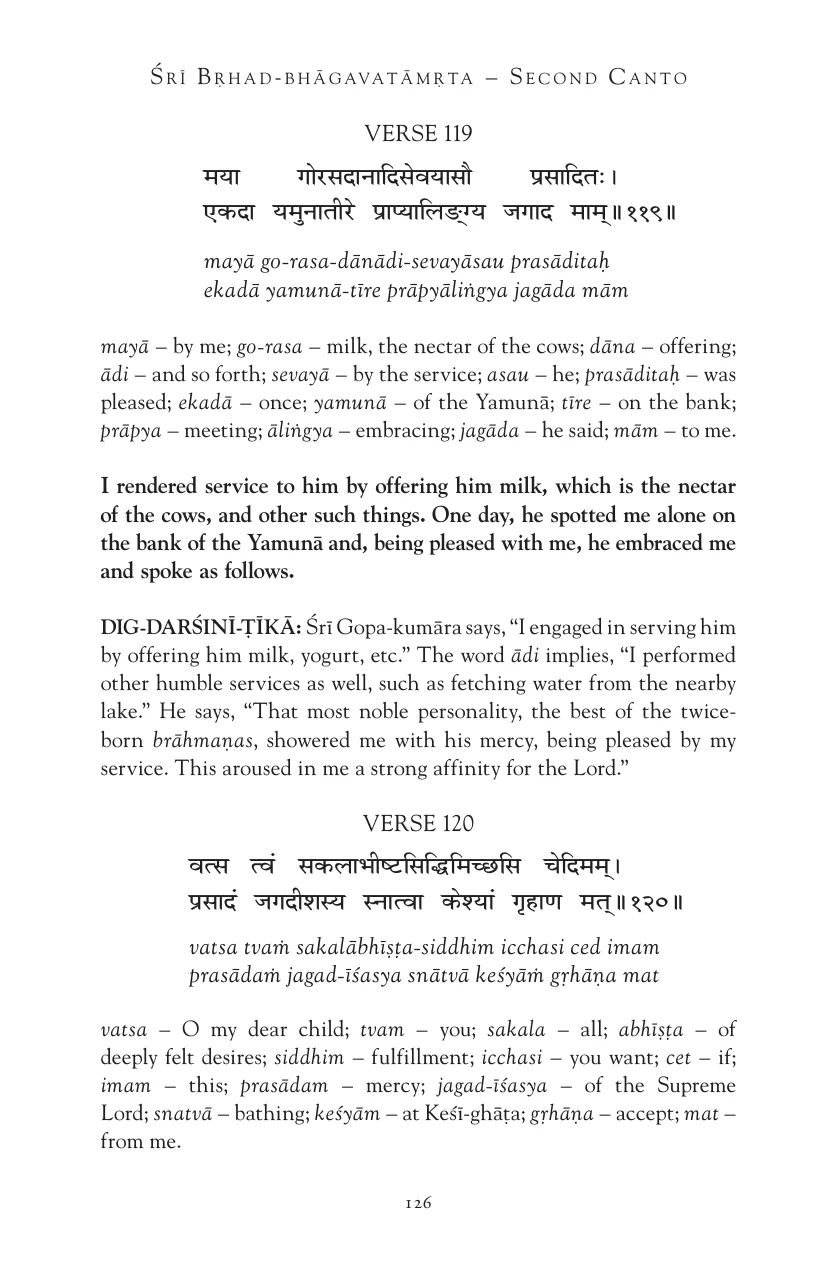 Śrī Bṛhad-bhāgavatāmṛta – Second Canto
VERSE 119
मया गोरसदानादिसेवयासौ प्रसादितः।
एकदा यमुनातीरे प्राप्यालिङ्ग्य जगाद माम्॥११९॥
mayā go-rasa-dānādi-sevayāsau prasāditaḥ
ekadā yamunā-tīre prāpyāliṅgya jagāda mām
mayā – by me; go-rasa – milk, the nectar of the cows; dāna – offering;
ādi – and so forth; sevayā – by the service; asau – he; prasāditaḥ – was
pleased; ekadā – once; yamunā – of the Yamunā; tīre – on the bank;
prāpya – meeting; āliṅgya – embracing; jagāda – he said; mām – to me.
I rendered service to him by offering him milk, which is the nectar
of the cows, and other such things. One day, he spotted me alone on
the bank of the Yamunā and, being pleased with me, he embraced me
and spoke as follows.
DIG-DARŚINĪ-ṬĪKĀ: Śrī Gopa-kumāra says, “I engaged in serving him
by offering him milk, yogurt, etc.” The word ādi implies, “I performed
other humble services as well, such as fetching water from the nearby
lake.” He says, “That most noble personality, the best of the twice-
born brāhmaṇas, showered me with his mercy, being pleased by my
service. This aroused in me a strong affinity for the Lord.”
VERSE 120
वत्स त्वं सकलाभीष्टसिद्धिमिच्छसि चेदिमम्।
प्रसादं जगदीशस्य स्नात्वा केश्यां गृहाण मत्॥१२०॥
vatsa tvaṁ sakalābhīṣṭa-siddhim icchasi ced imam
prasādaṁ jagad-īśasya snātvā keśyāṁ gṛhāṇa mat
vatsa – O my dear child; tvam – you; sakala – all; abhīṣṭa – of
deeply felt desires; siddhim – fulfillment; icchasi – you want; cet – if;
imam – this; prasādam – mercy; jagad-īśasya – of the Supreme
Lord; snatvā – bathing; keśyām – at Keśī-ghāṭa; gṛhāṇa – accept; mat –
from me.
126